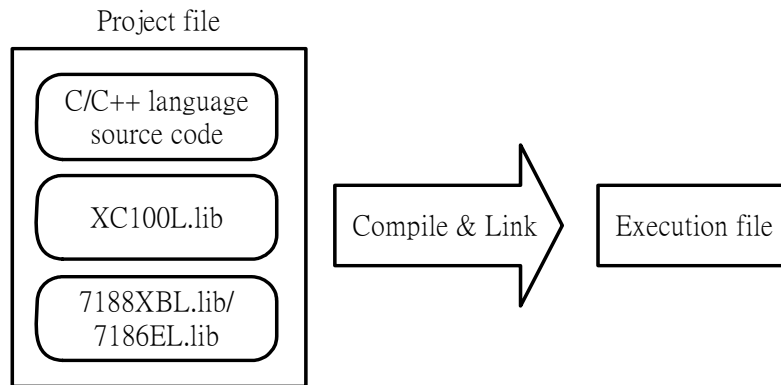 Project file
C/C++ language
source code
XC100L.lib
7188XBL.lib/
7186EL.lib
Compile & Link
Execution file